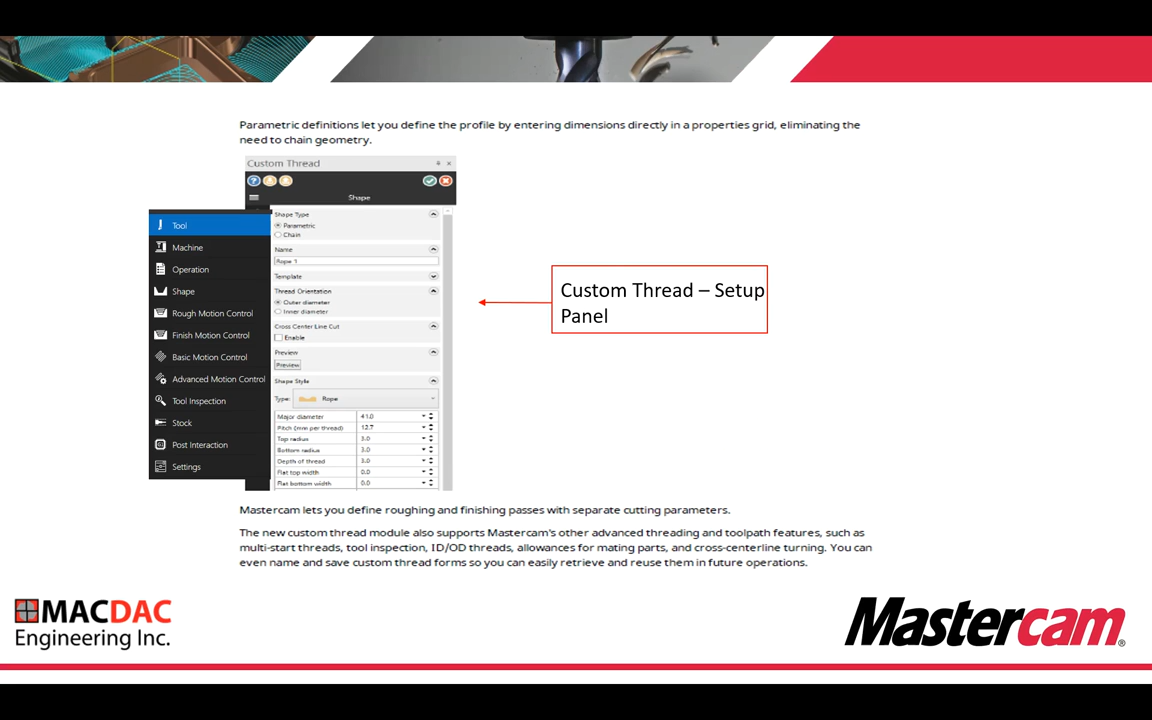 Parametric definitions let you define the profile by entering dimensions directly in a properties grid, eliminating the
need to chain geometry.
Custom Thread
Shape
Tool
Machine
Operation
Shape
Rough Motion Control
Finish Motion Control
Basic Motion Control
Advanced Motion Control
Tool Inspection
Stock
Post Interaction
Settings
Shape Type
Parametric
Chain
Name
Rope 1
Template
Thread Orientation
Outer diameter
Inner diameter
Cross Center Line Cut
Enable
Preview
Preview
Shape Style
Type: Rope
Major diameter 41.0
Pitch (mm per thread) 12.7
Top radius 3.0
Bottom radius 3.0
Depth of thread 3.0
Flat top width 0.0
Flat bottom width 0.0
Custom Thread – Setup
Panel
Mastercam lets you define roughing and finishing passes with separate cutting parameters.
The new custom thread module also supports Mastercam's other advanced threading and toolpath features, such as
multi-start threads, tool inspection, ID/OD threads, allowances for mating parts, and cross-centerline turning. You can
even name and save custom thread forms so you can easily retrieve and reuse them in future operations.
MACDAC
Engineering Inc.
Mastercam®